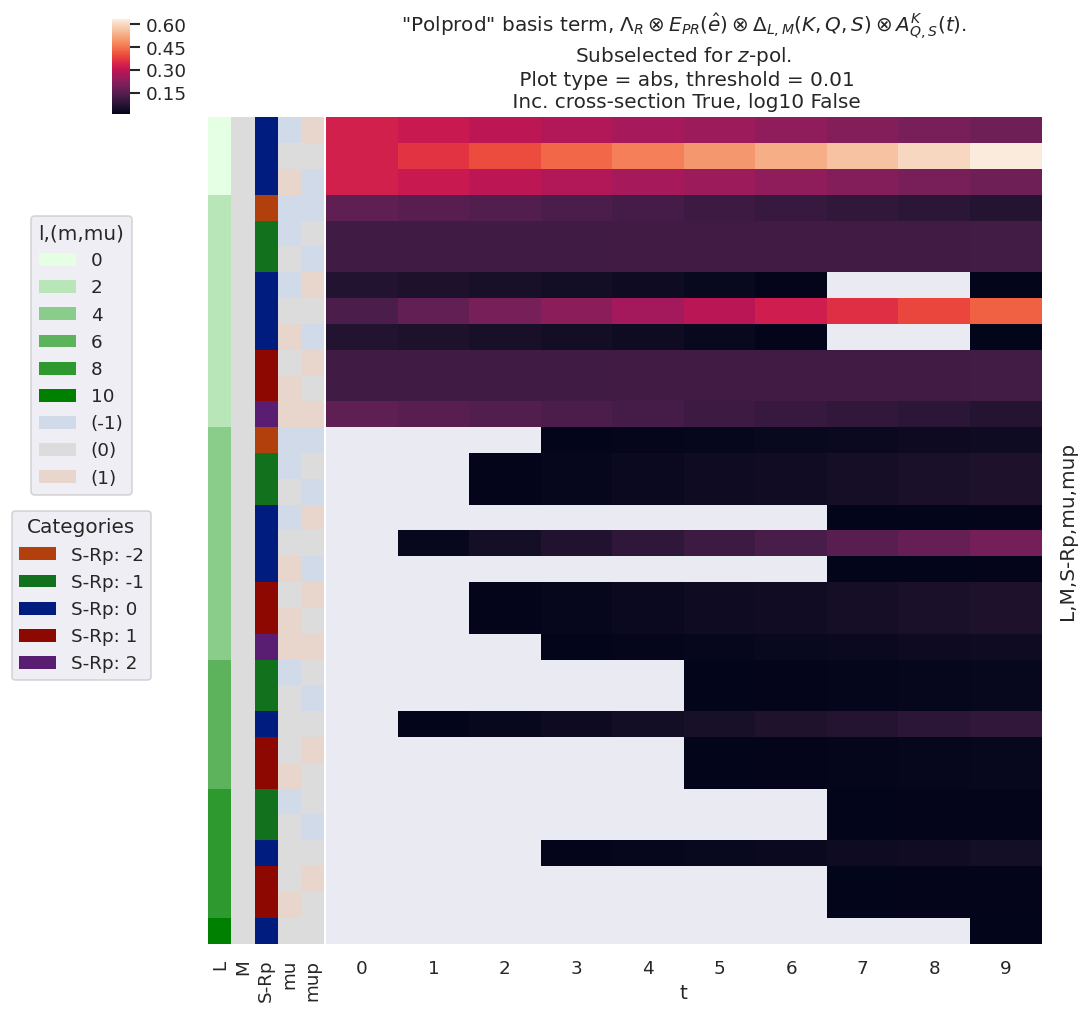 "Polprod" basis term, Λ_R ⊗ E_PR(ê) ⊗ Δ_L,M(K, Q, S) ⊗ A^K_Q,S(t).
Subselected for z-pol.
Plot type = abs, threshold = 0.01
Inc. cross-section True, log10 False
0.60
0.45
0.30
0.15
l,(m,mu)
0
2
4
6
8
10
(-1)
(0)
(1)
Categories
S-Rp: -2
S-Rp: -1
S-Rp: 0
S-Rp: 1
S-Rp: 2
L,M,S-Rp,mu,mup
L M S-Rp mu mup
0 1 2 3 4 5 6 7 8 9
t